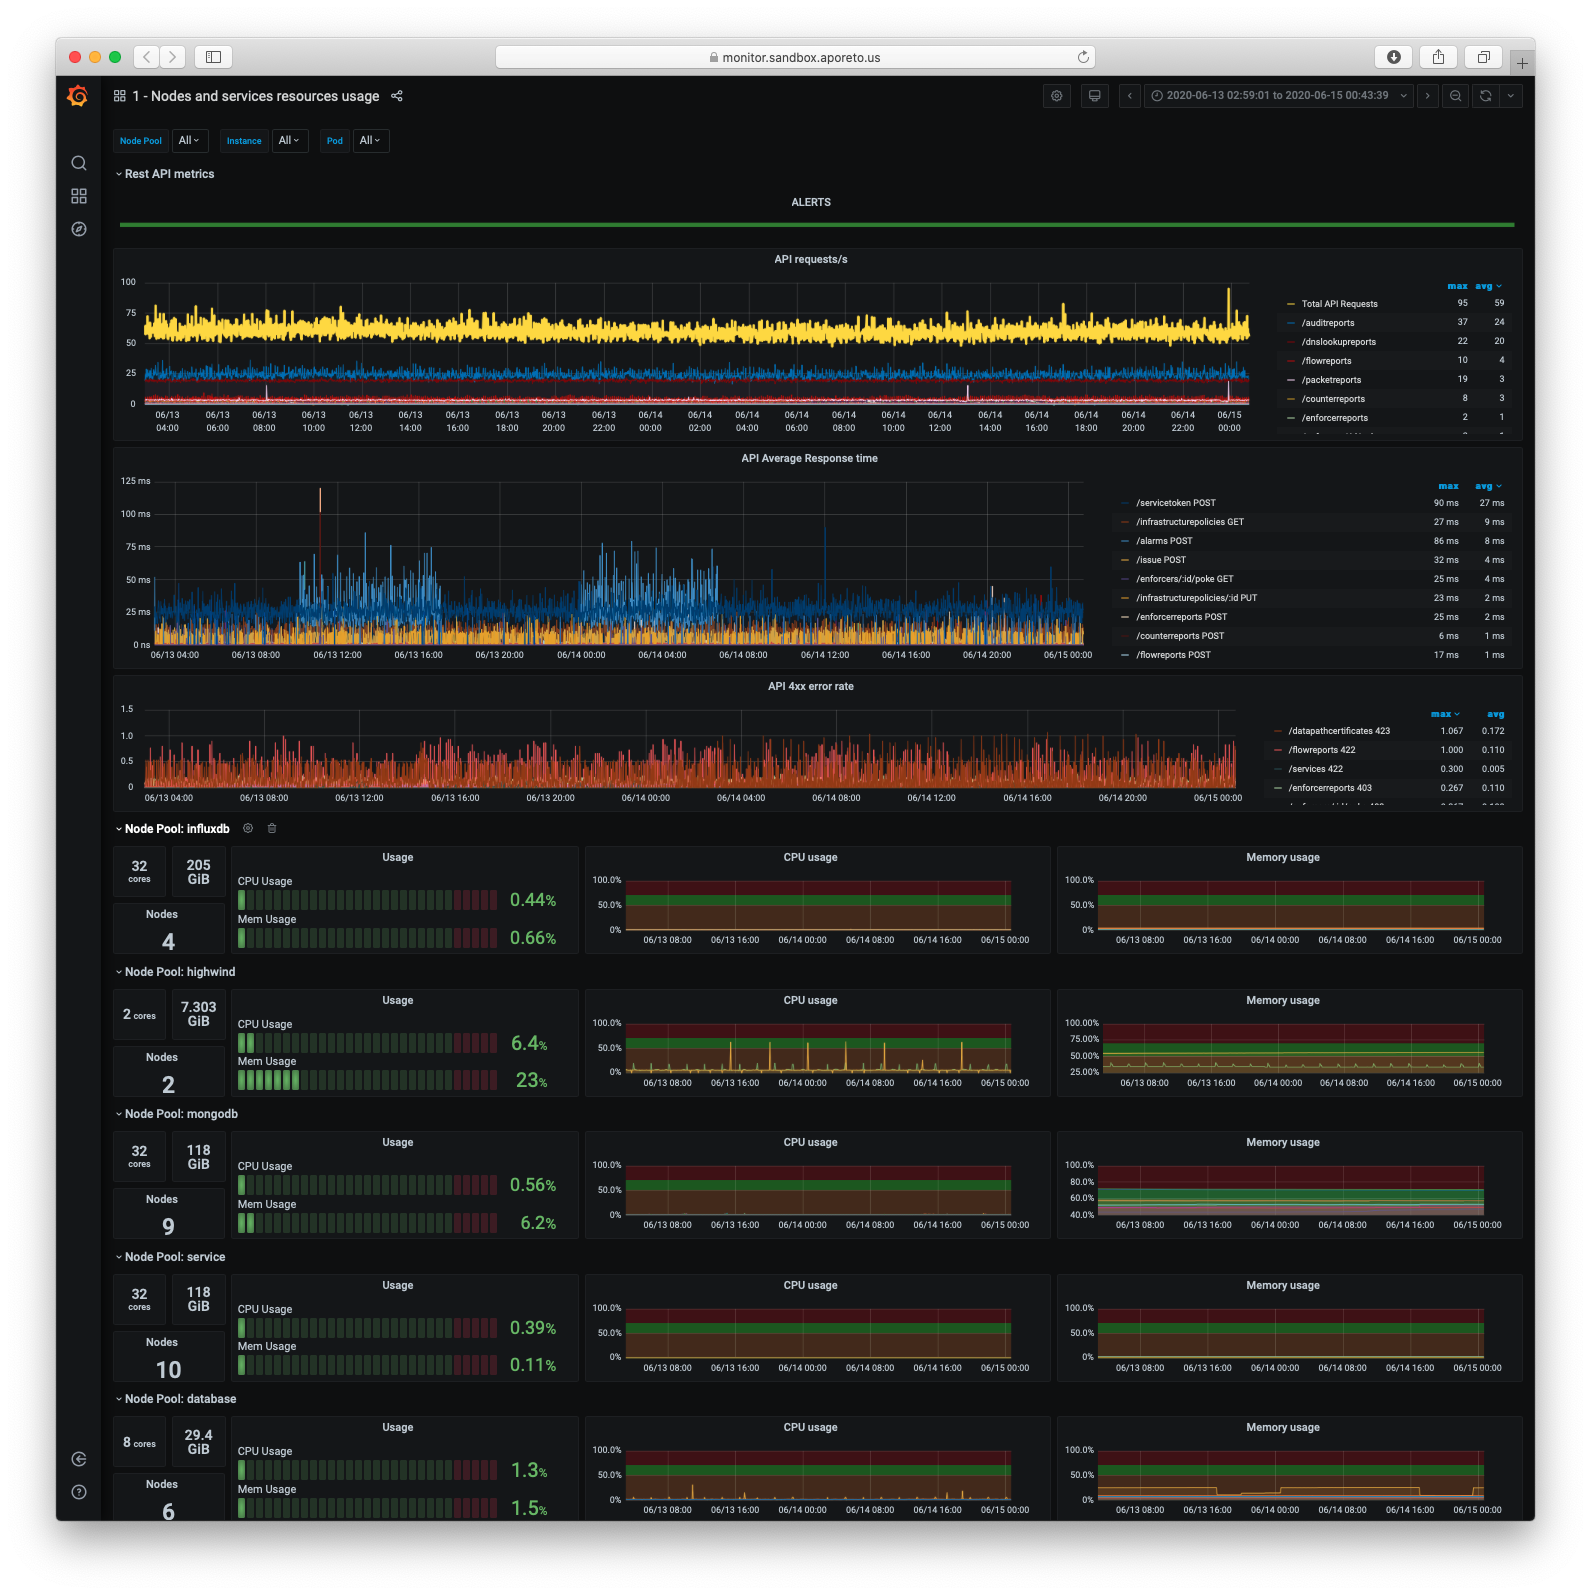 monitor.sandbox.aporeto.us
1 - Nodes and services resources usage
2020-06-13 02:59:01 to 2020-06-15 00:43:39
Node Pool All Instance All Pod All
Rest API metrics
ALERTS
API requests/s
100
75
50
25
0
06/13 06/13 06/13 06/13 06/13 06/13 06/13 06/13 06/13 06/13 06/14 06/14 06/14 06/14 06/14 06/14 06/14 06/14 06/14 06/14 06/14 06/14 06/15
04:00 06:00 08:00 10:00 12:00 14:00 16:00 18:00 20:00 22:00 00:00 02:00 04:00 06:00 08:00 10:00 12:00 14:00 16:00 18:00 20:00 22:00 00:00
max avg
Total API Requests 95 59
/auditreports 37 24
/dnslookupreports 22 20
/flowreports 10 4
/packetreports 19 3
/counterreports 8 3
/enforcerreports 2 1
API Average Response time
125 ms
100 ms
75 ms
50 ms
25 ms
0 ns
06/13 04:00 06/13 08:00 06/13 12:00 06/13 16:00 06/13 20:00 06/14 00:00 06/14 04:00 06/14 08:00 06/14 12:00 06/14 16:00 06/14 20:00 06/15 00:00
max avg
/servicetoken POST 90 ms 27 ms
/infrastructurepolicies GET 27 ms 9 ms
/alarms POST 86 ms 8 ms
/issue POST 32 ms 4 ms
/enforcers/:id/poke GET 25 ms 4 ms
/infrastructurepolicies/:id PUT 23 ms 2 ms
/enforcerreports POST 25 ms 2 ms
/counterreports POST 6 ms 1 ms
/flowreports POST 17 ms 1 ms
API 4xx error rate
1.5
1.0
0.5
0
06/13 04:00 06/13 08:00 06/13 12:00 06/13 16:00 06/13 20:00 06/14 00:00 06/14 04:00 06/14 08:00 06/14 12:00 06/14 16:00 06/14 20:00 06/15 00:00
max avg
/datapathcertificates 423 1.067 0.172
/flowreports 422 1.000 0.110
/services 422 0.300 0.005
/enforcerreports 403 0.267 0.110
Node Pool: influxdb
32 cores
205 GiB
Nodes
4
Usage
CPU Usage
0.44%
Mem Usage
0.66%
CPU usage
100.0%
50.0%
0%
06/13 08:00 06/13 16:00 06/14 00:00 06/14 08:00 06/14 16:00 06/15 00:00
Memory usage
100.0%
50.0%
0%
06/13 08:00 06/13 16:00 06/14 00:00 06/14 08:00 06/14 16:00 06/15 00:00
Node Pool: highwind
2 cores
7.303 GiB
Nodes
2
Usage
CPU Usage
6.4%
Mem Usage
23%
CPU usage
100.0%
50.0%
0%
06/13 08:00 06/13 16:00 06/14 00:00 06/14 08:00 06/14 16:00 06/15 00:00
Memory usage
100.00%
75.00%
50.00%
25.00%
06/13 08:00 06/13 16:00 06/14 00:00 06/14 08:00 06/14 16:00 06/15 00:00
Node Pool: mongodb
32 cores
118 GiB
Nodes
9
Usage
CPU Usage
0.56%
Mem Usage
6.2%
CPU usage
100.0%
50.0%
0%
06/13 08:00 06/13 16:00 06/14 00:00 06/14 08:00 06/14 16:00 06/15 00:00
Memory usage
100.0%
80.0%
60.0%
40.0%
06/13 08:00 06/13 16:00 06/14 00:00 06/14 08:00 06/14 16:00 06/15 00:00
Node Pool: service
32 cores
118 GiB
Nodes
10
Usage
CPU Usage
0.39%
Mem Usage
0.11%
CPU usage
100.0%
50.0%
0%
06/13 08:00 06/13 16:00 06/14 00:00 06/14 08:00 06/14 16:00 06/15 00:00
Memory usage
100.0%
50.0%
0%
06/13 08:00 06/13 16:00 06/14 00:00 06/14 08:00 06/14 16:00 06/15 00:00
Node Pool: database
8 cores
29.4 GiB
Nodes
6
Usage
CPU Usage
1.3%
Mem Usage
1.5%
CPU usage
100.0%
50.0%
0%
06/13 08:00 06/13 16:00 06/14 00:00 06/14 08:00 06/14 16:00 06/15 00:00
Memory usage
100.0%
50.0%
0%
06/13 08:00 06/13 16:00 06/14 00:00 06/14 08:00 06/14 16:00 06/15 00:00